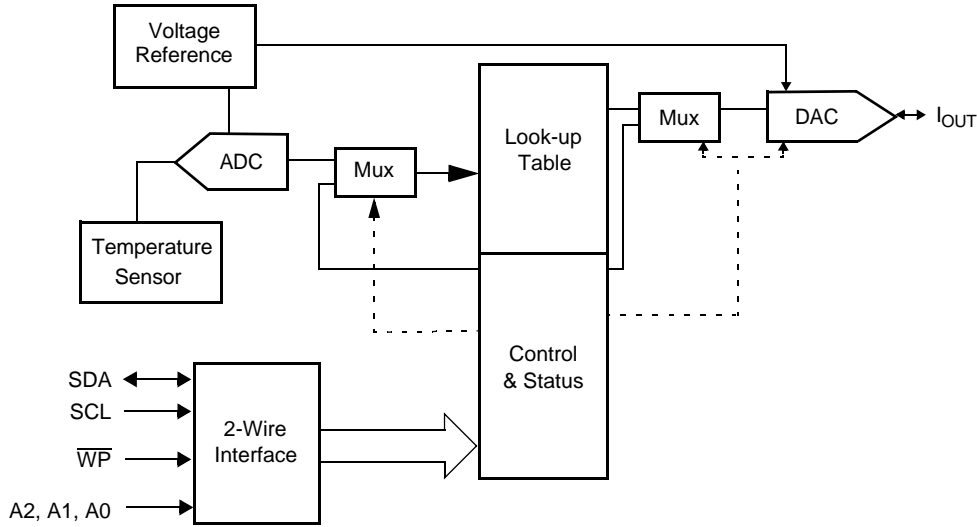 Voltage
Reference
ADC
Mux
Look-up
Table
Mux
DAC
I_OUT
Temperature
Sensor
Control
& Status
SDA
SCL
W̅P̅
A2, A1, A0
2-Wire
Interface